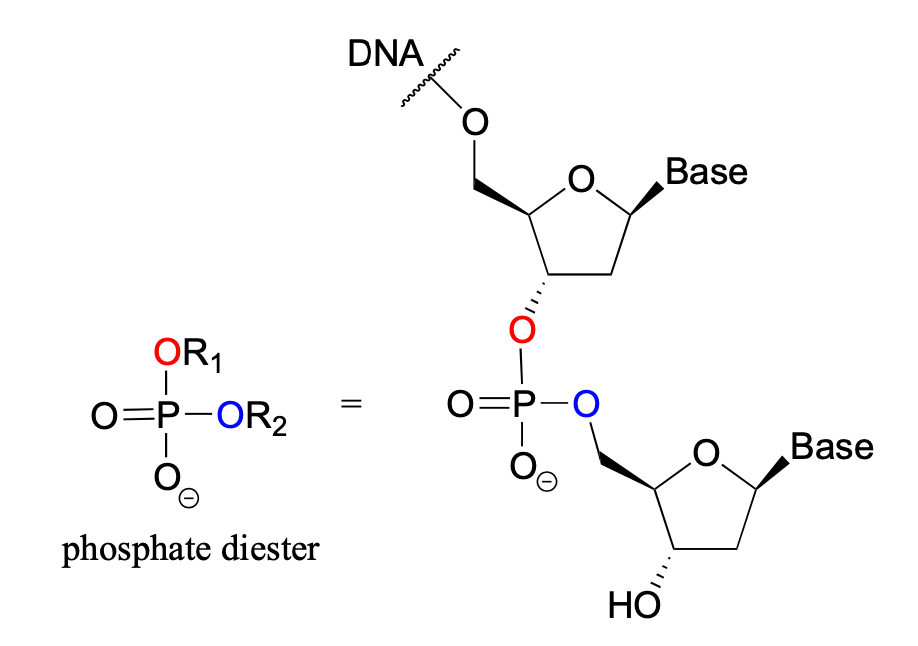 DNA
O
O
Base
O
OR1
O=P-OR2
O⊖
phosphate diester
=
O=P-O
O⊖
O
Base
HO